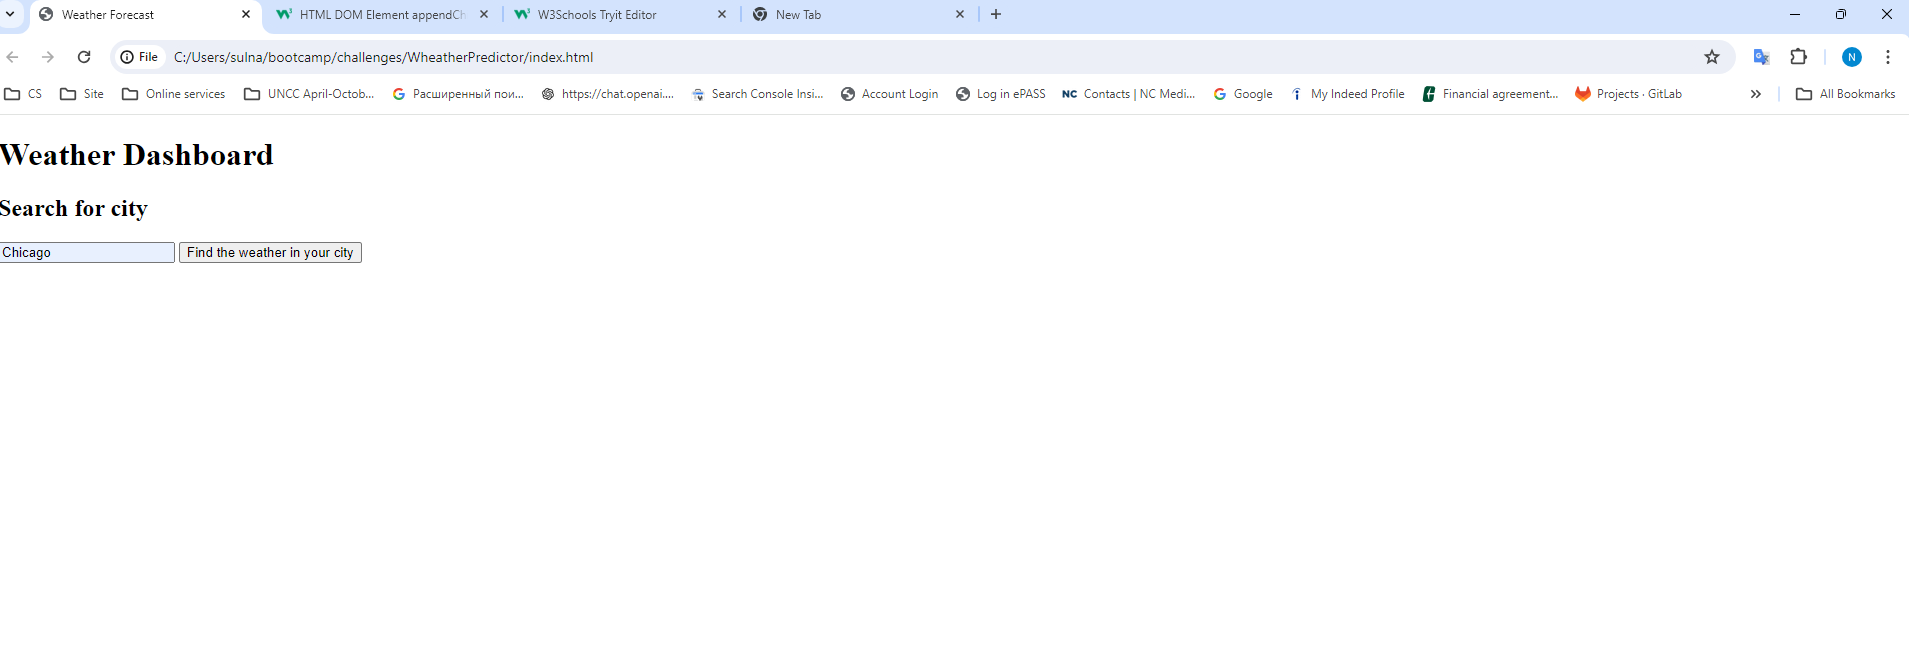 Weather Forecast
HTML DOM Element appendCh
W3Schools Tryit Editor
New Tab
File
C:/Users/sulna/bootcamp/challenges/WheatherPredictor/index.html
N
CS
Site
Online services
UNCC April-Octob...
Расширенный пои...
https://chat.openai....
Search Console Insi...
Account Login
Log in ePASS
NC Contacts | NC Medi...
Google
My Indeed Profile
Financial agreement...
Projects · GitLab
All Bookmarks
Weather Dashboard
Search for city
Chicago
Find the weather in your city